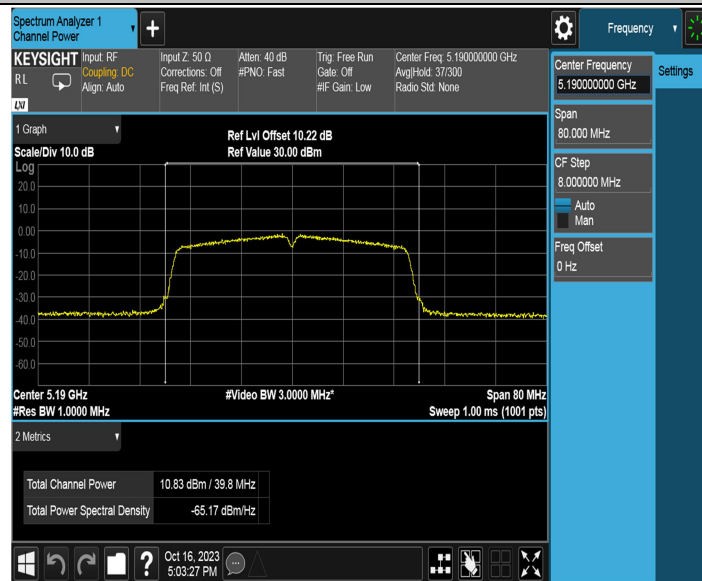 Spectrum Analyzer 1
Channel Power
+
Frequency
KEYSIGHT
RL
LXI
Input: RF
Coupling: DC
Align: Auto
Input Z: 50 Ω
Corrections: Off
Freq Ref: Int (S)
Atten: 40 dB
#PNO: Fast
Trig: Free Run
Gate: Off
#IF Gain: Low
Center Freq: 5.190000000 GHz
Avg|Hold: 37/300
Radio Std: None
Center Frequency
5.190000000 GHz
Settings
Span
80.000 MHz
CF Step
8.000000 MHz
Auto
Man
Freq Offset
0 Hz
1 Graph
Scale/Div 10.0 dB
Ref Lvl Offset 10.22 dB
Ref Value 30.00 dBm
Log
20.0
10.0
0.00
-10.0
-20.0
-30.0
-40.0
-50.0
-60.0
Center 5.19 GHz
#Video BW 3.0000 MHz*
Span 80 MHz
#Res BW 1.0000 MHz
Sweep 1.00 ms (1001 pts)
2 Metrics
Total Channel Power 10.83 dBm / 39.8 MHz
Total Power Spectral Density -65.17 dBm/Hz
?
Oct 16, 2023
5:03:27 PM